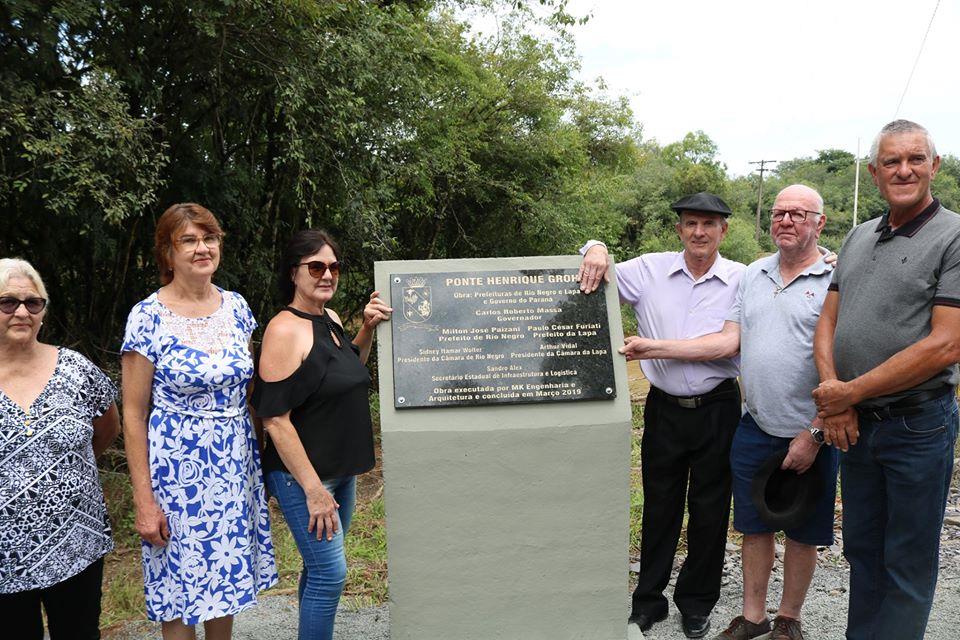 PONTE HENRIQUE GROHS
Obra: Prefeituras de Rio Negro e Lapa
e Governo do Paraná
Carlos Roberto Massa
Governador
Milton José Paizani Paulo César Furiati
Prefeito de Rio Negro Prefeito da Lapa
Sidney Itamar Wolter Arthur Vidal
Presidente da Câmara de Rio Negro Presidente da Câmara da Lapa
Sandro Alex
Secretário Estadual de Infraestrutura e Logística
Obra executada por MK Engenharia e
Arquitetura e concluída em Março 2019